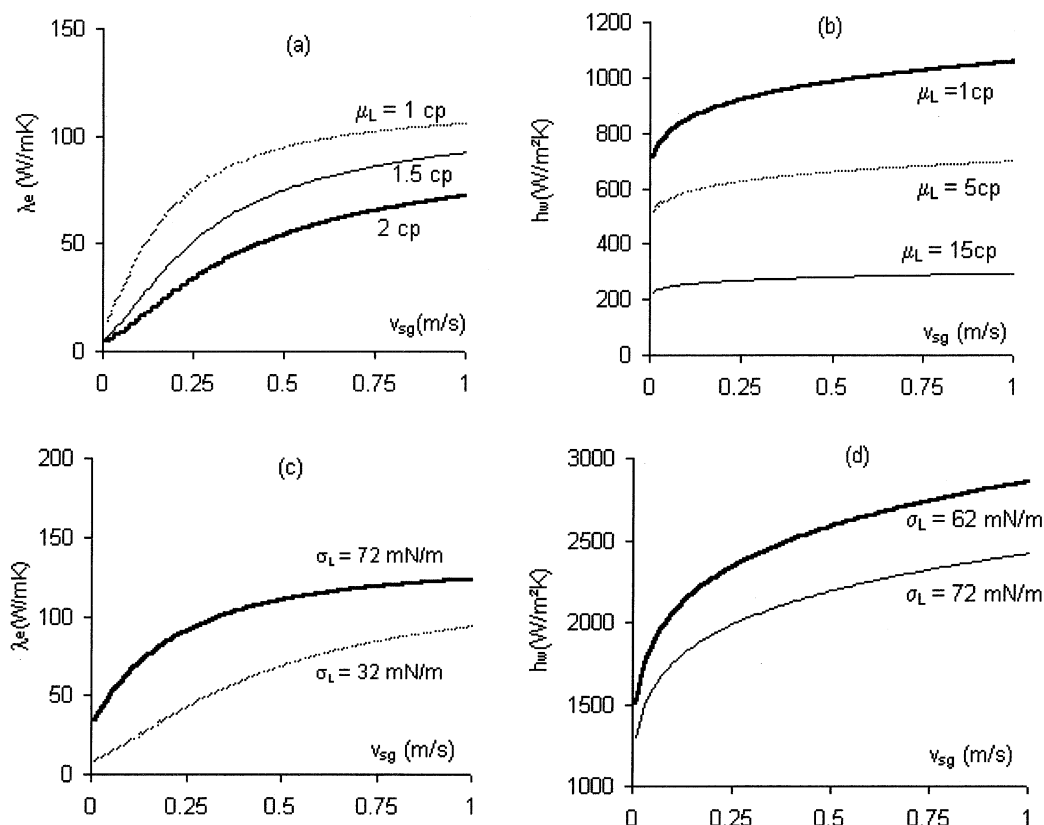 (a)
150
100
50
0
λe (W/mK)
μL = 1 cp
1.5 cp
2 cp
vsg(m/s)
0 0.25 0.5 0.75 1
(b)
1200
1000
800
600
400
200
0
hw(W/m²K)
μL =1cp
μL = 5cp
μL = 15cp
vsg (m/s)
0 0.25 0.5 0.75 1
(c)
200
150
100
50
0
λe(W/mK)
σL = 72 mN/m
σL = 32 mN/m
vsg (m/s)
0 0.25 0.5 0.75 1
(d)
3000
2500
2000
1500
1000
hw(W/m²K)
σL = 62 mN/m
σL = 72 mN/m
vsg (m/s)
0 0.25 0.5 0.75 1